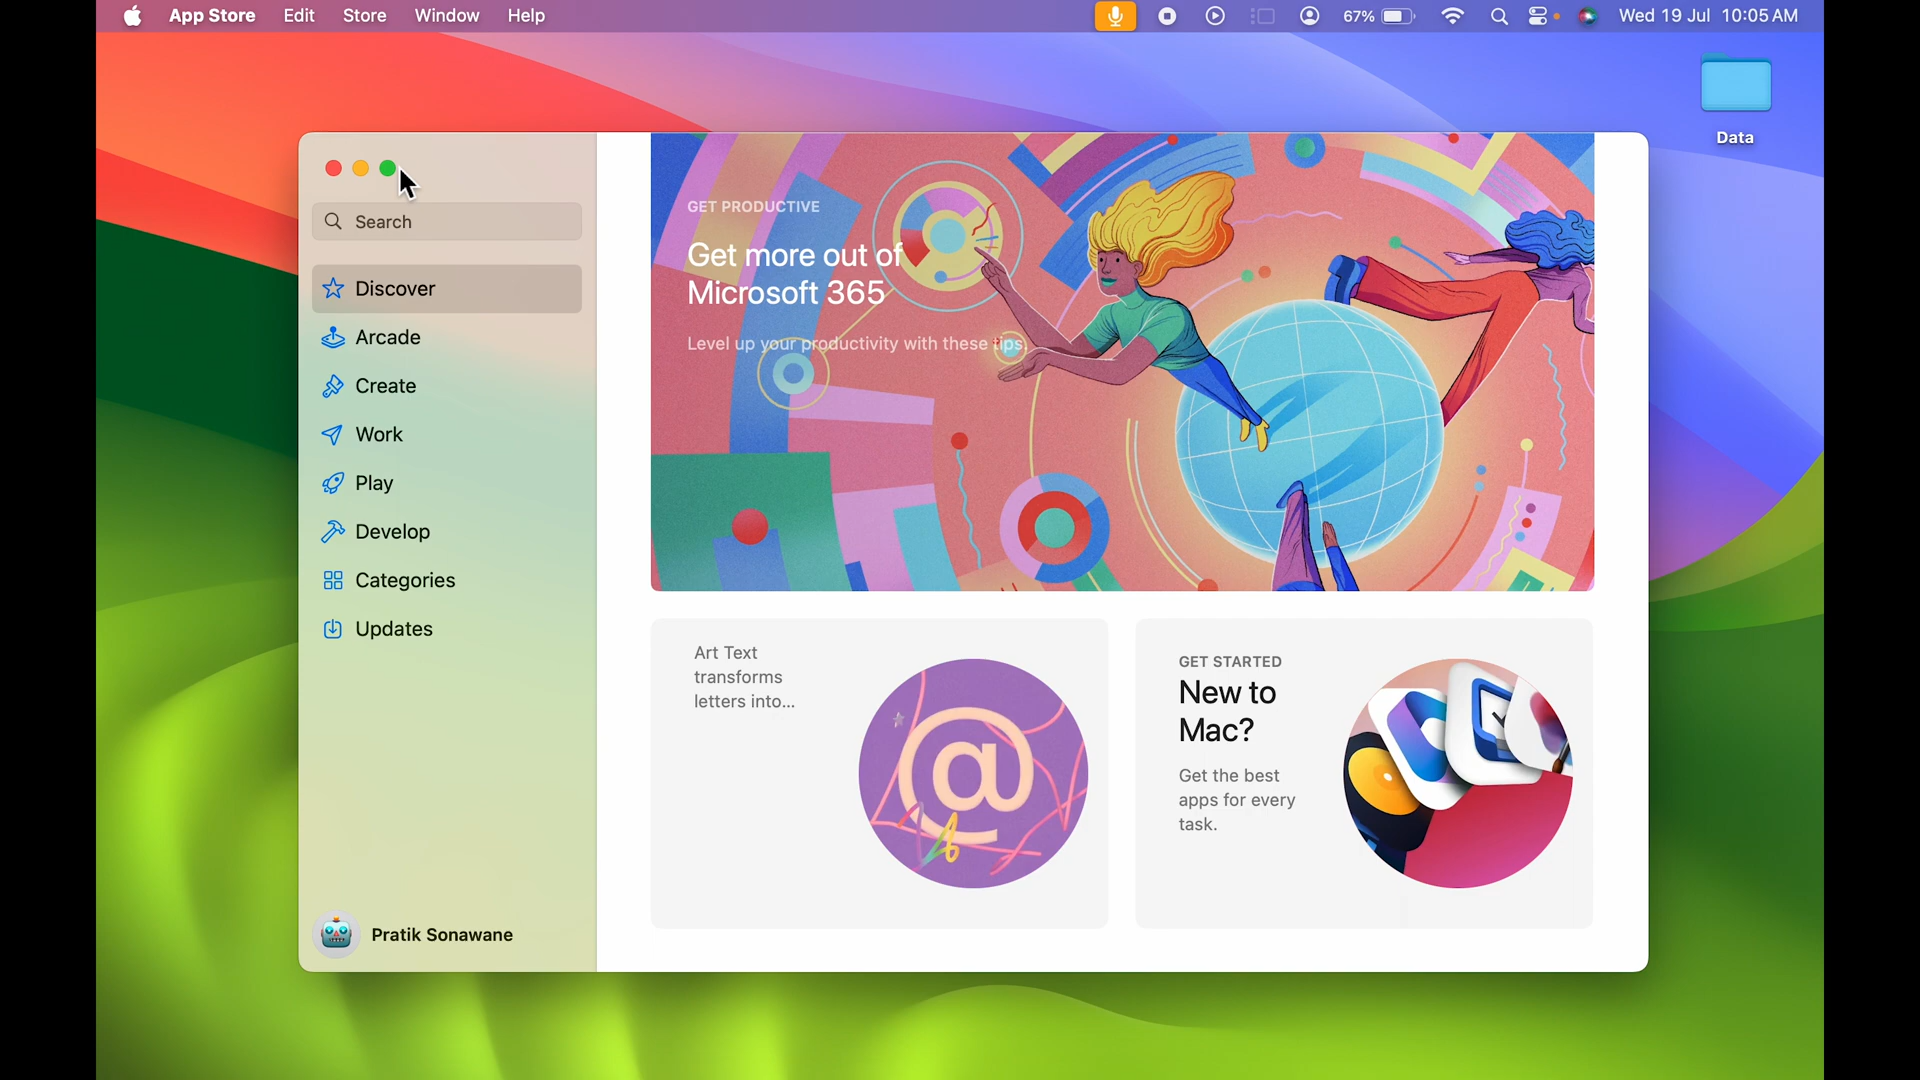 App Store Edit Store Window Help 67% Wed 19 Jul 10:05 AM
Data
Search
Discover
Arcade
Create
Work
Play
Develop
Categories
Updates
Pratik Sonawane
GET PRODUCTIVE
Get more out of
Microsoft 365
Level up your productivity with these tips.
Art Text
transforms
letters into...
@
GET STARTED
New to
Mac?
Get the best
apps for every
task.